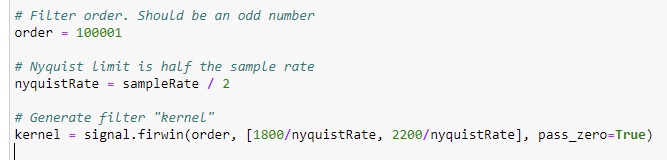 # Filter order. Should be an odd number
order = 100001
# Nyquist limit is half the sample rate
nyquistRate = sampleRate / 2
# Generate filter "kernel"
kernel = signal.firwin(order, [1800/nyquistRate, 2200/nyquistRate], pass_zero=True)